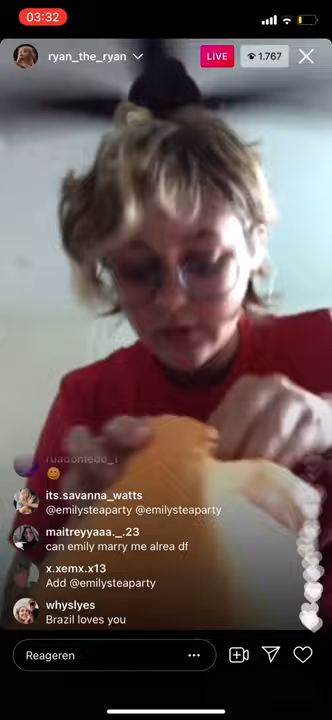 03:32
ryan_the_ryan
LIVE
1.767
its.savanna_watts
@emilysteaparty @emilysteaparty
maitreyyaaa._.23
can emily marry me alrea df
x.xemx.x13
Add @emilysteaparty
whyslyes
Brazil loves you
Reageren